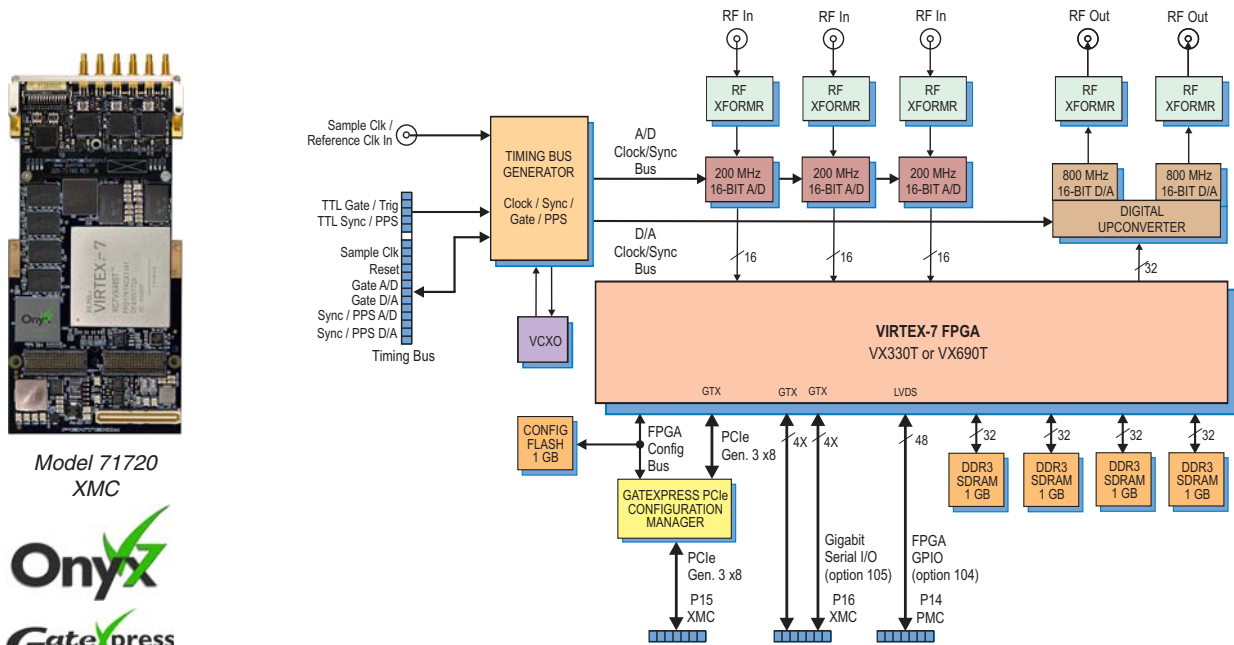 RF In
RF In
RF In
RF Out
RF Out
RF
XFORMR
RF
XFORMR
RF
XFORMR
RF
XFORMR
RF
XFORMR
Sample Clk /
Reference Clk In
TIMING BUS
GENERATOR
Clock / Sync /
Gate / PPS
A/D
Clock/Sync
Bus
200 MHz
16-BIT A/D
200 MHz
16-BIT A/D
200 MHz
16-BIT A/D
800 MHz
16-BIT D/A
800 MHz
16-BIT D/A
DIGITAL
UPCONVERTER
TTL Gate / Trig
TTL Sync / PPS
Sample Clk
Reset
Gate A/D
Gate D/A
Sync / PPS A/D
Sync / PPS D/A
Timing Bus
D/A
Clock/Sync
Bus
16
16
16
32
VCXO
VIRTEX-7 FPGA
VX330T or VX690T
GTX
GTX
GTX
LVDS
CONFIG
FLASH
1 GB
FPGA
Config
Bus
PCIe
Gen. 3 x8
4X
4X
48
32
32
32
32
DDR3
SDRAM
1 GB
DDR3
SDRAM
1 GB
DDR3
SDRAM
1 GB
DDR3
SDRAM
1 GB
GATEXPRESS PCIe
CONFIGURATION
MANAGER
PCIe
Gen. 3 x8
Gigabit
Serial I/O
(option 105)
FPGA
GPIO
(option 104)
P15
XMC
P16
XMC
P14
PMC
VIRTEX-7
Onyx
Model 71720
XMC
Onyx7
GateXpress